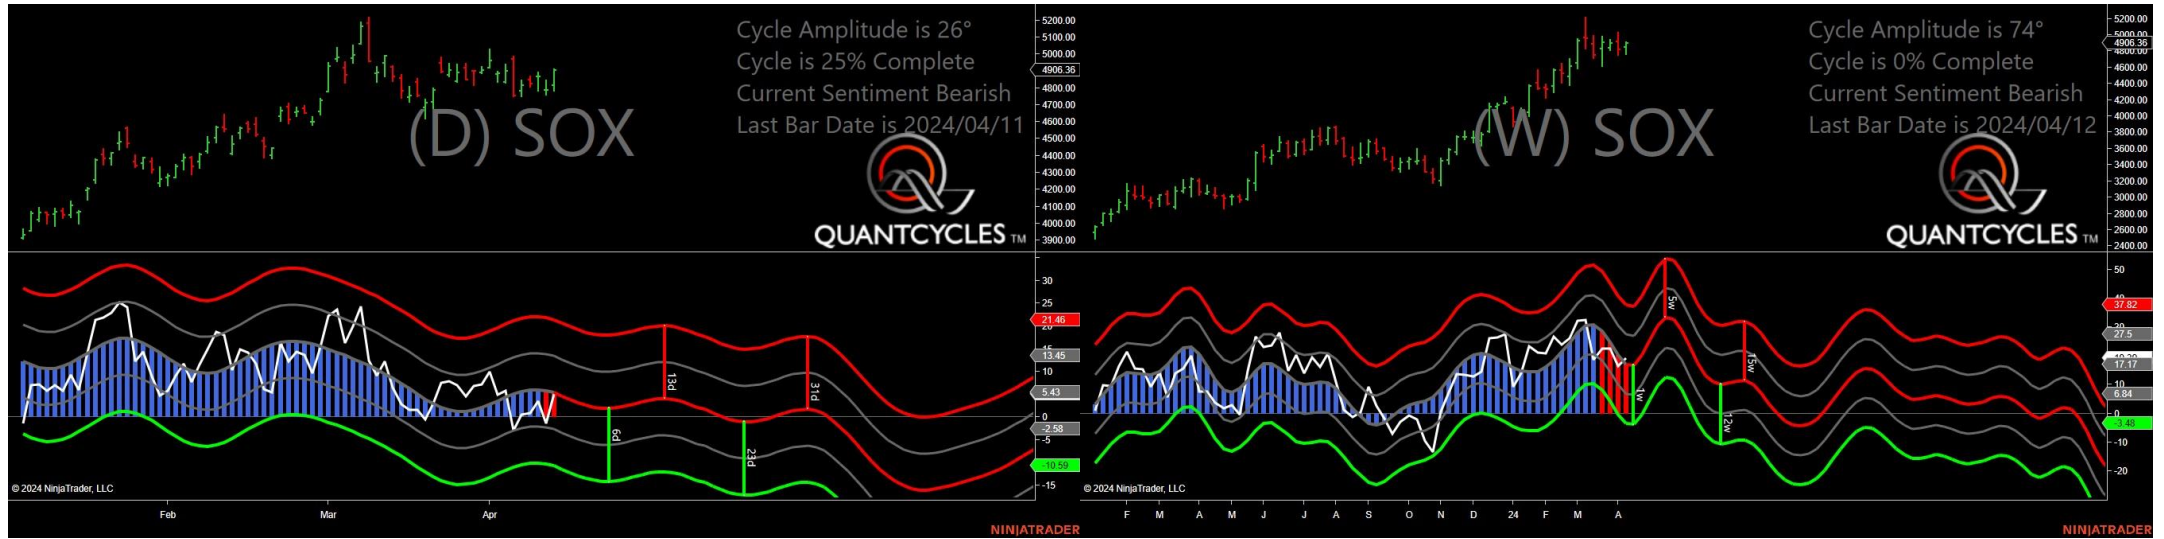 Cycle Amplitude is 26°
Cycle is 25% Complete
Current Sentiment Bearish
Last Bar Date is 2024/04/11
(D) SOX
QUANTCYCLES TM
5200.00
5100.00
5000.00
4906.36
4800.00
4700.00
4600.00
4500.00
4400.00
4300.00
4200.00
4100.00
4000.00
3900.00
30
25
21.46
13.45
10
5.43
0
-2.58
-5
-10.59
-15
13d
31d
6d
23d
© 2024 NinjaTrader, LLC
Feb Mar Apr
NINJATRADER
Cycle Amplitude is 74°
Cycle is 0% Complete
Current Sentiment Bearish
Last Bar Date is 2024/04/12
(W) SOX
QUANTCYCLES TM
5200.00
4906.36
4600.00
4400.00
4200.00
4000.00
3800.00
3600.00
3400.00
3200.00
3000.00
2800.00
2600.00
2400.00
50
37.82
27.5
17.17
10
6.84
0
-3.48
-10
-20
5w
15w
1w
12w
© 2024 NinjaTrader, LLC
F M A M J J A S O N D 24 F M A
NINJATRADER